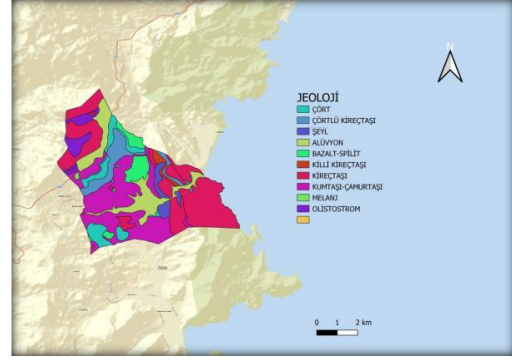 N
JEOLOJİ
ÇÖRT
ÇÖRTLÜ KİREÇTAŞI
ŞEYL
ALÜVYON
BAZALT-SPİLİT
KİLLİ KİREÇTAŞI
KİREÇTAŞI
KUMTAŞI-ÇAMURTAŞI
MELANJ
OLİSTOSTROM
0 1 2 km